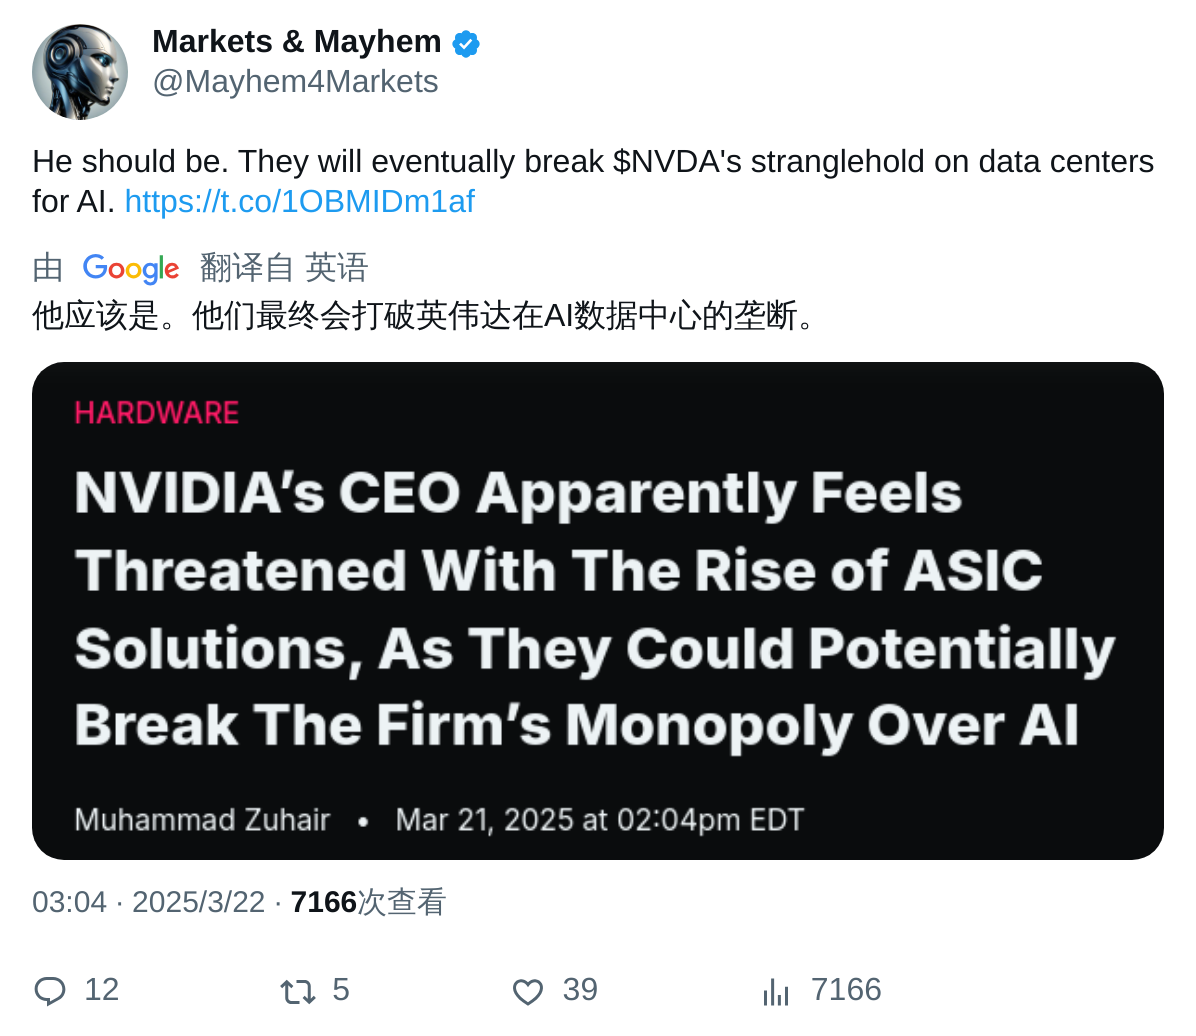 Markets & Mayhem
@Mayhem4Markets
He should be. They will eventually break $NVDA's stranglehold on data centers
for AI. https://t.co/1OBMIDm1af
由 Google 翻译自 英语
他应该是。他们最终会打破英伟达在AI数据中心的垄断。
HARDWARE
NVIDIA’s CEO Apparently Feels
Threatened With The Rise of ASIC
Solutions, As They Could Potentially
Break The Firm’s Monopoly Over AI
Muhammad Zuhair • Mar 21, 2025 at 02:04pm EDT
03:04 · 2025/3/22 · 7166次查看
12 5 39 7166